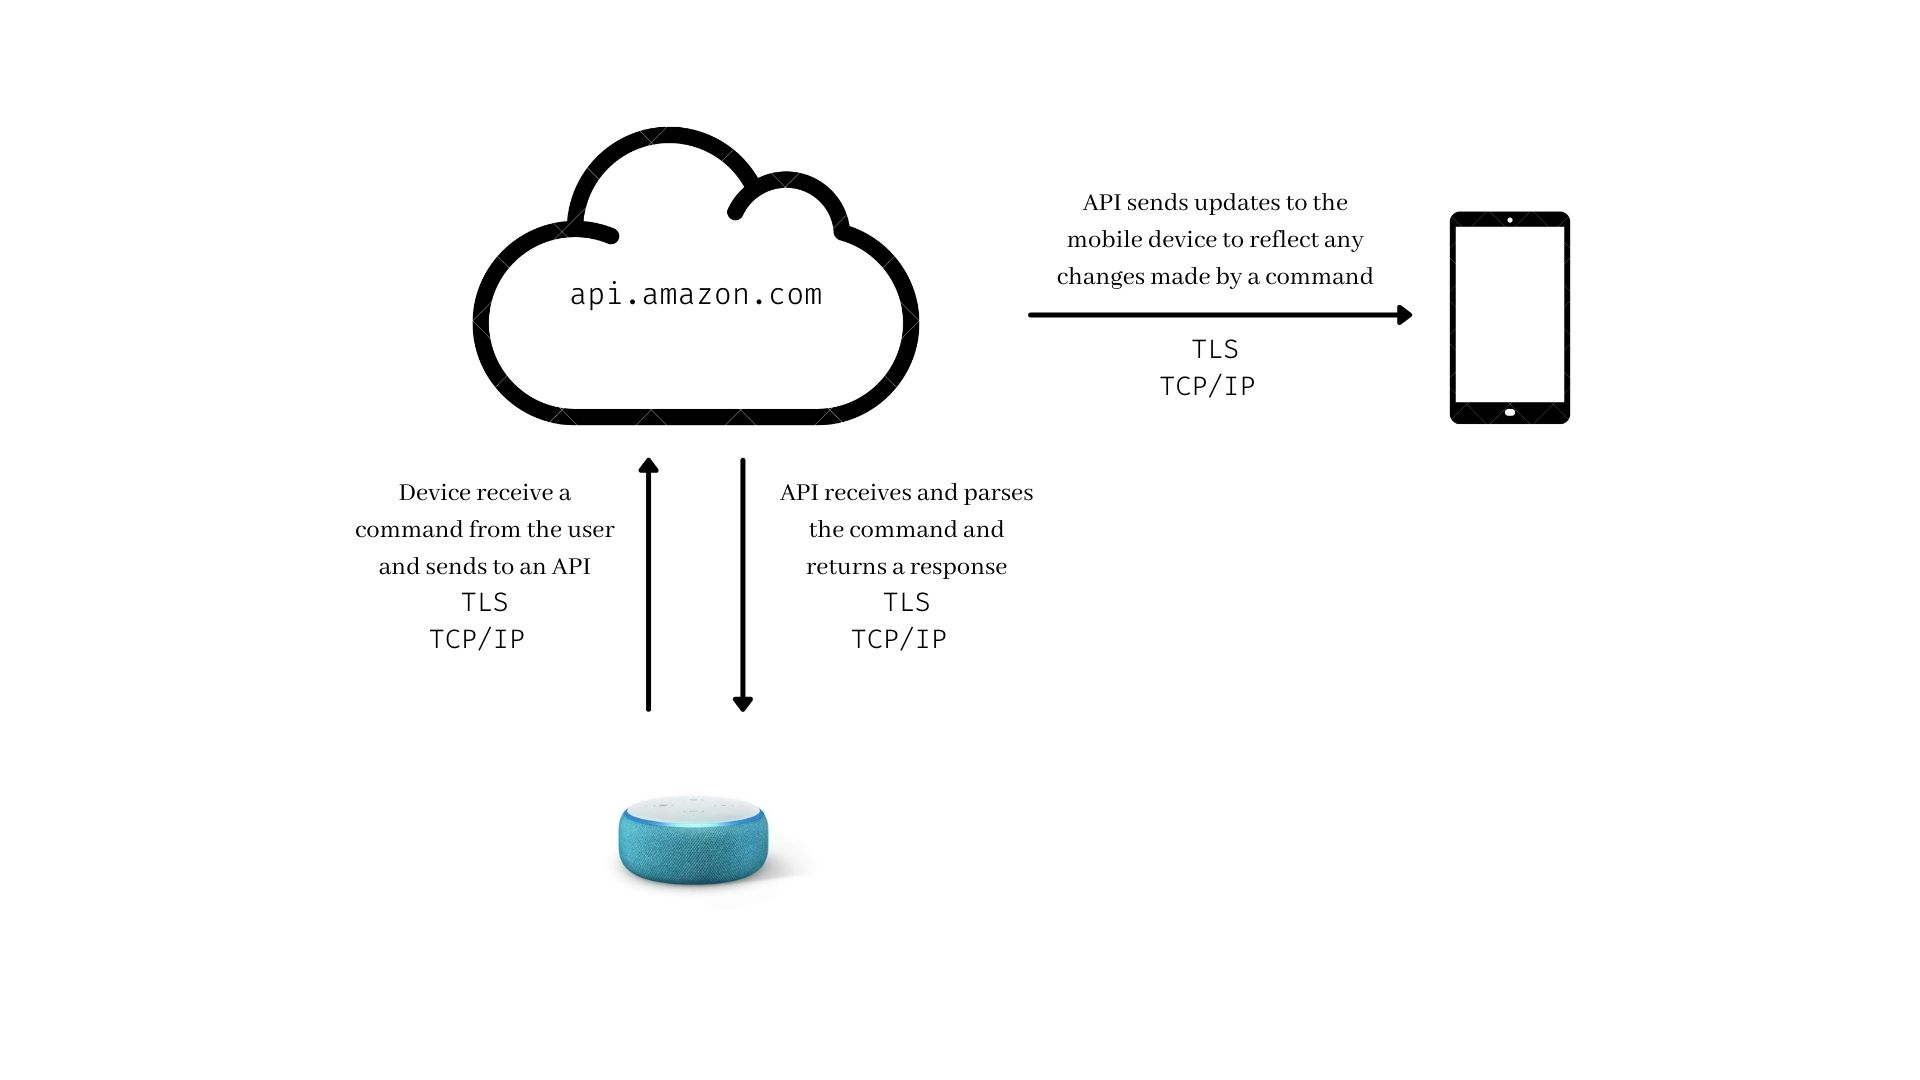 api.amazon.com
API sends updates to the
mobile device to reflect any
changes made by a command
TLS
TCP/IP
Device receive a
command from the user
and sends to an API
TLS
TCP/IP
API receives and parses
the command and
returns a response
TLS
TCP/IP